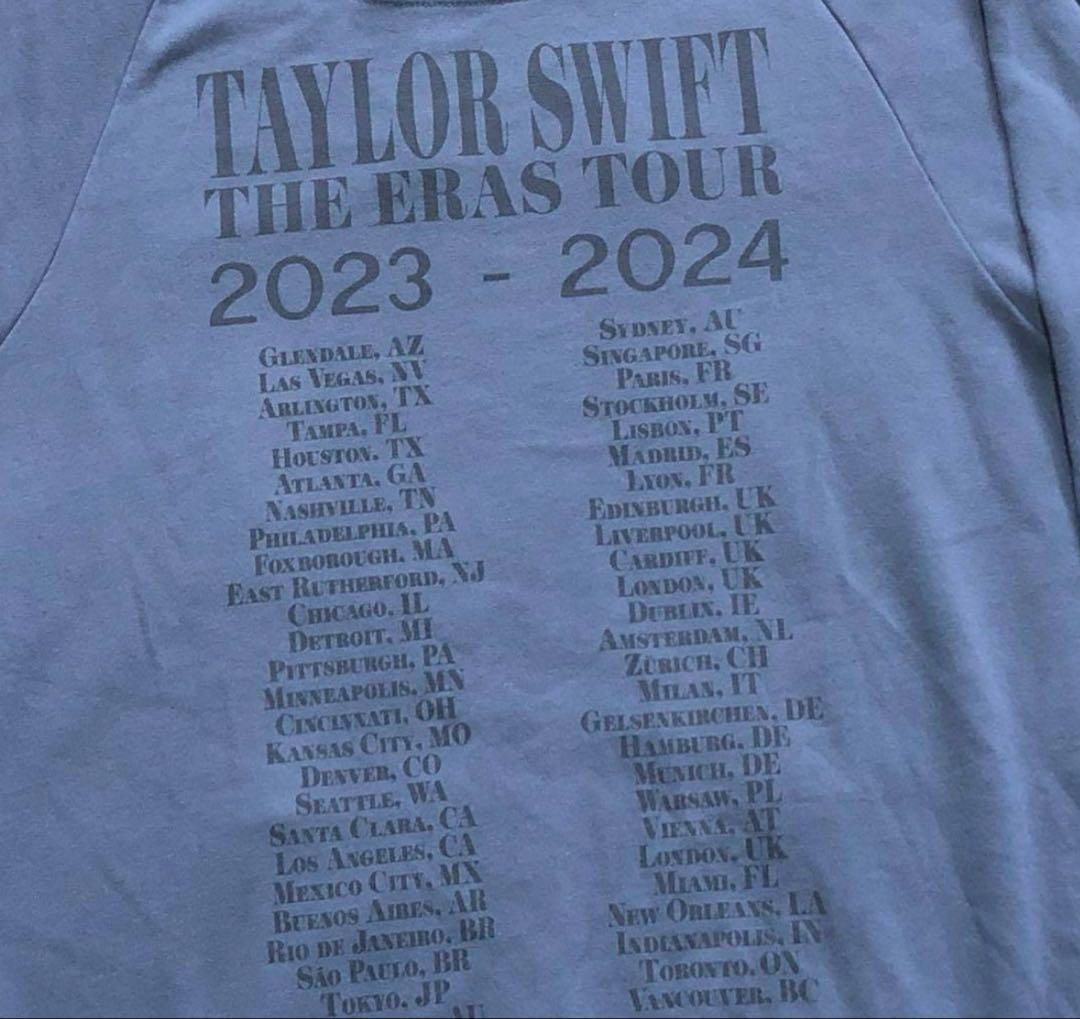 TAYLOR SWIFT
THE ERAS TOUR
2023 - 2024
GLENDALE, AZ
LAS VEGAS, NV
ARLINGTON, TX
TAMPA, FL
HOUSTON, TX
ATLANTA, GA
NASHVILLE, TN
PHILADELPHIA, PA
FOXBOROUGH, MA
EAST RUTHERFORD, NJ
CHICAGO, IL
DETROIT, MI
PITTSBURGH, PA
MINNEAPOLIS, MN
CINCINNATI, OH
KANSAS CITY, MO
DENVER, CO
SEATTLE, WA
SANTA CLARA, CA
LOS ANGELES, CA
MEXICO CITY, MX
BUENOS AIRES, AR
RIO DE JANEIRO, BR
SÃO PAULO, BR
TOKYO, JP
AU
SYDNEY, AU
SINGAPORE, SG
PARIS, FR
STOCKHOLM, SE
LISBON, PT
MADRID, ES
LYON, FR
EDINBURGH, UK
LIVERPOOL, UK
CARDIFF, UK
LONDON, UK
DUBLIN, IE
AMSTERDAM, NL
ZÜRICH, CH
MILAN, IT
GELSENKIRCHEN, DE
HAMBURG, DE
MUNICH, DE
WARSAW, PL
VIENNA, AT
LONDON, UK
MIAMI, FL
NEW ORLEANS, LA
INDIANAPOLIS, IN
TORONTO, ON
VANCOUVER, BC